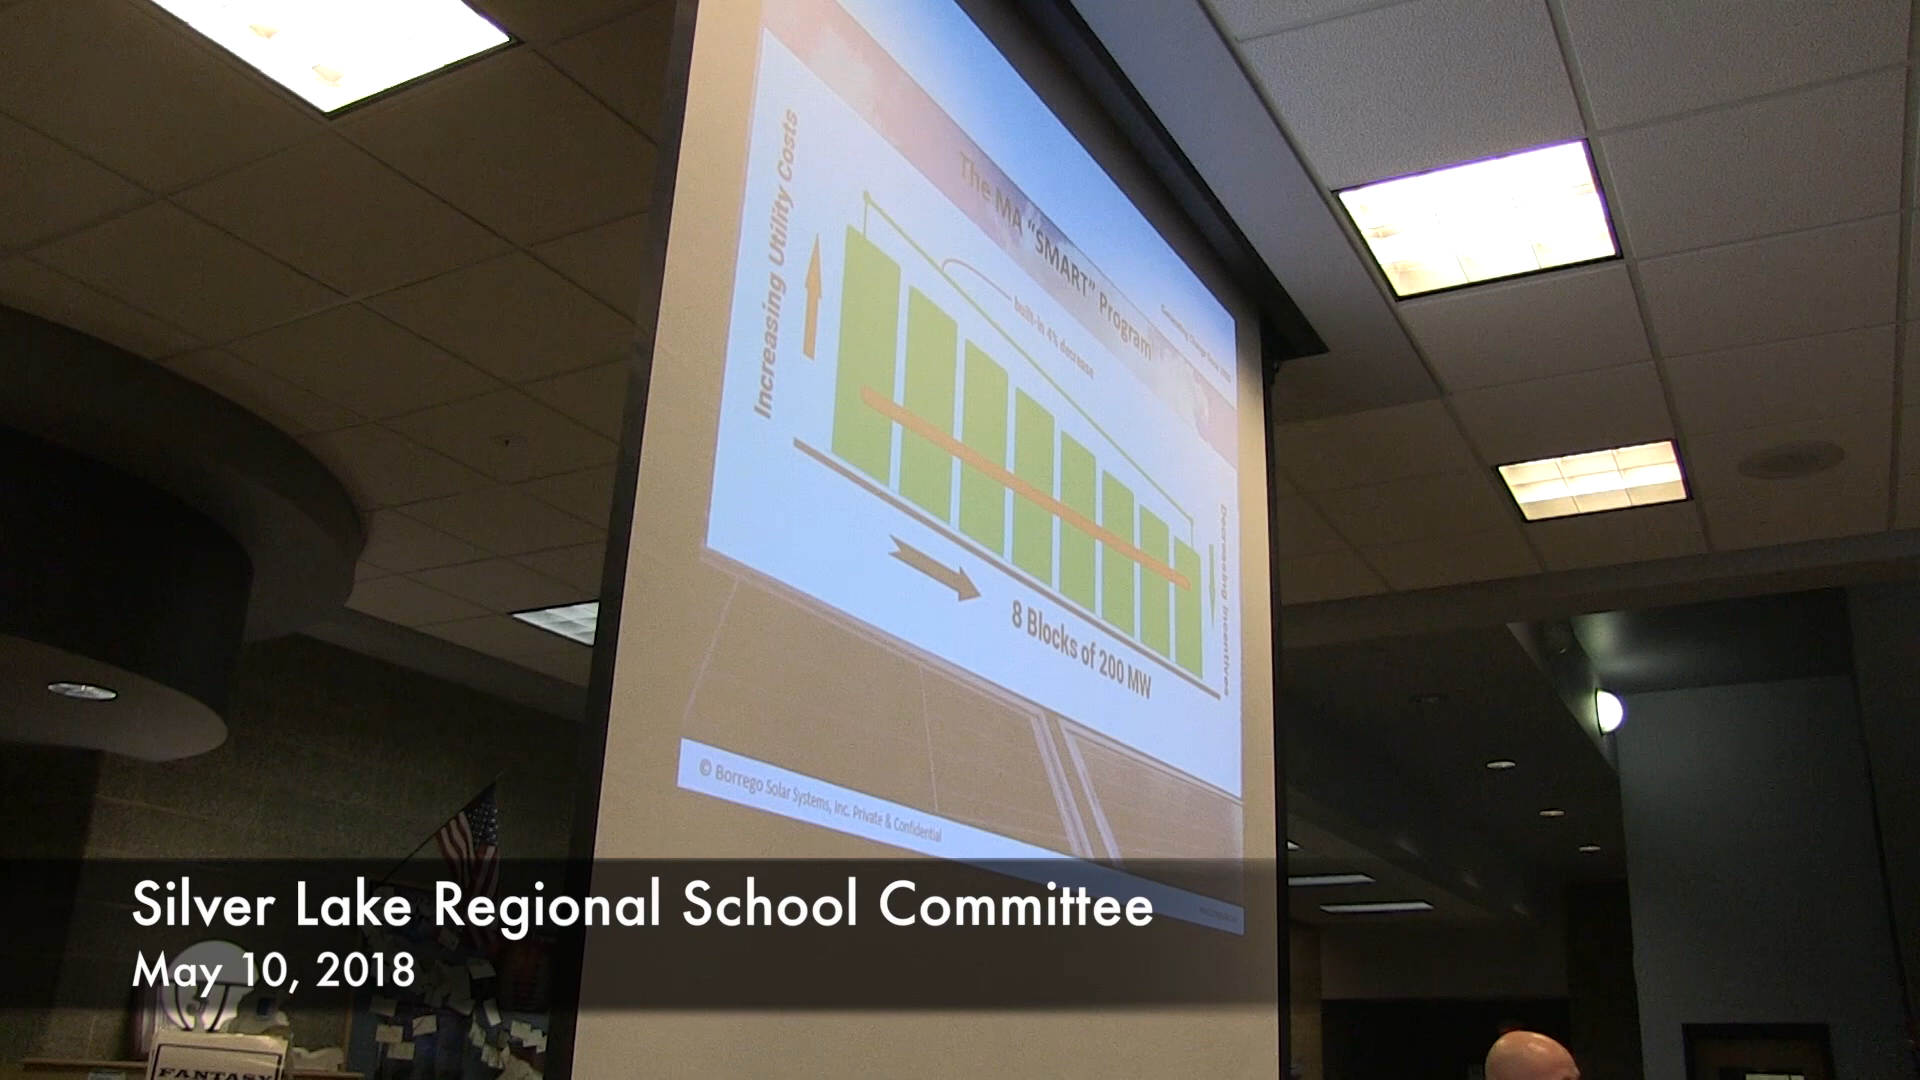 The MA “SMART” Program
Increasing Utility Costs
built-in 4% decrease
Decreasing Incentives
8 Blocks of 200 MW
© Borrego Solar Systems, Inc. Private & Confidential
Silver Lake Regional School Committee
May 10, 2018
FANTASY